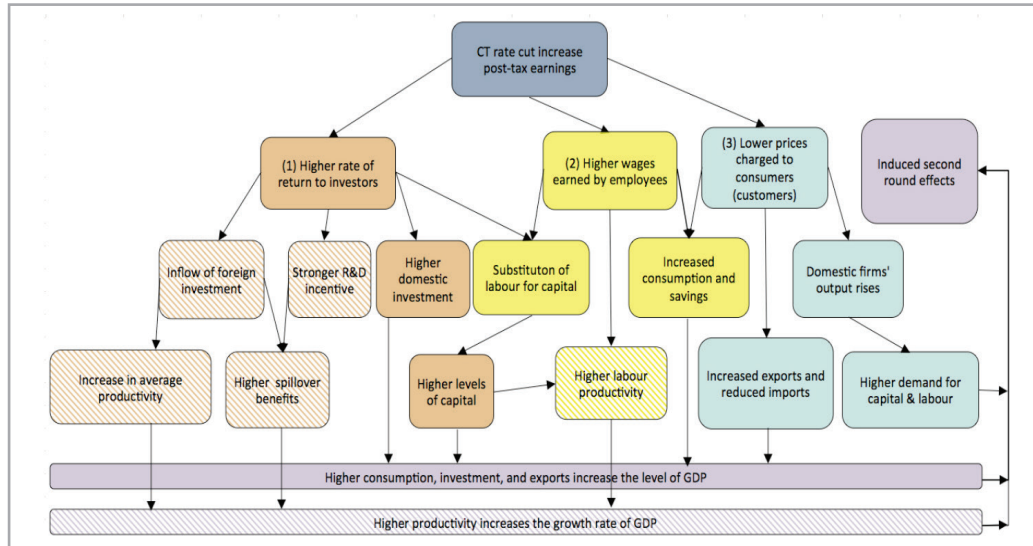 CT rate cut increase
post-tax earnings
(1) Higher rate of
return to investors
(2) Higher wages
earned by employees
(3) Lower prices
charged to
consumers
(customers)
Induced second
round effects
Inflow of foreign
investment
Stronger R&D
incentive
Higher
domestic
investment
Substituton of
labour for capital
Increased
consumption and
savings
Domestic firms'
output rises
Increase in average
productivity
Higher spillover
benefits
Higher levels
of capital
Higher labour
productivity
Increased exports and
reduced imports
Higher demand for
capital & labour
Higher consumption, investment, and exports increase the level of GDP
Higher productivity increases the growth rate of GDP